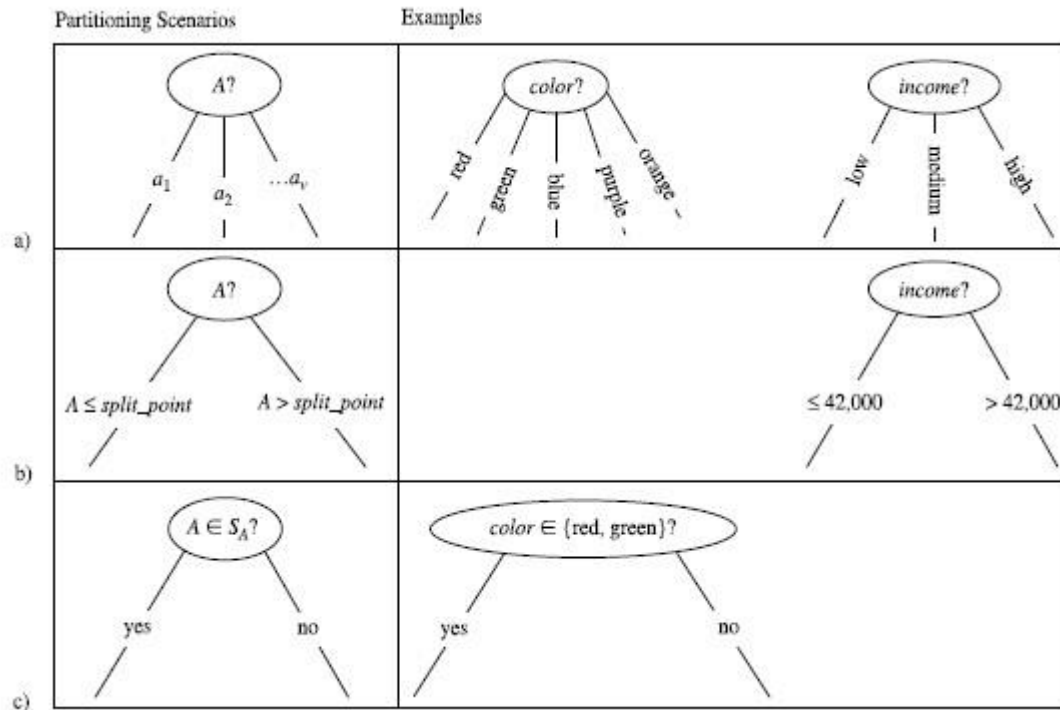 Partitioning Scenarios Examples
A? color? income?
a1 a2 ...av red green blue purple orange low medium high
a)
A? income?
A ≤ split_point A > split_point ≤ 42,000 > 42,000
b)
A ∈ SA? color ∈ {red, green}?
yes no yes no
c)